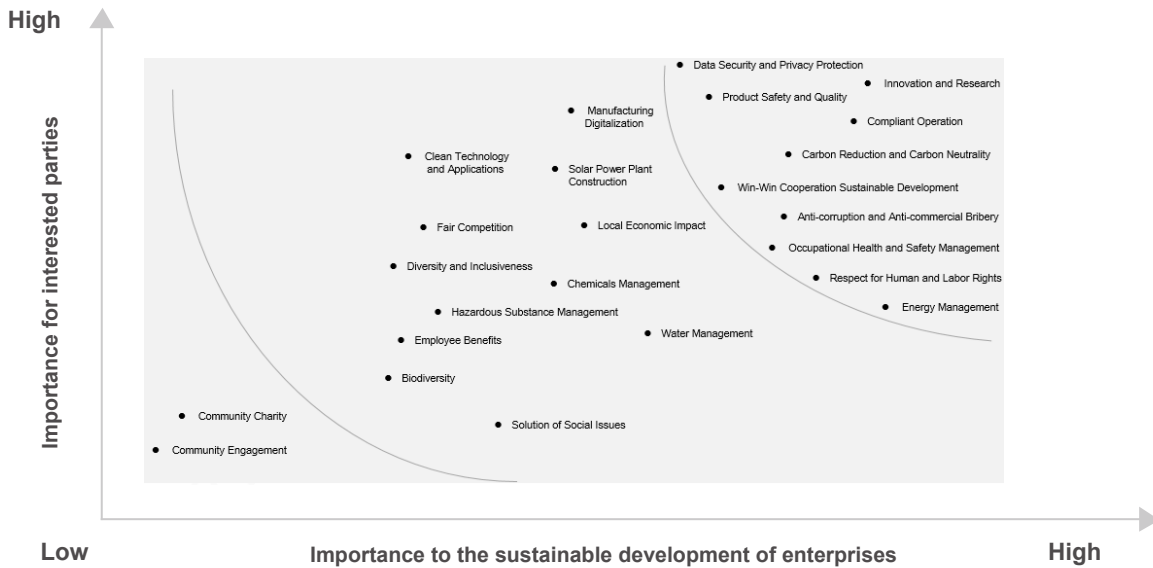 High
Data Security and Privacy Protection
Innovation and Research
Product Safety and Quality
Manufacturing
Digitalization
Compliant Operation
Clean Technology
and Applications
Carbon Reduction and Carbon Neutrality
Solar Power Plant
Construction
Win-Win Cooperation Sustainable Development
Anti-corruption and Anti-commercial Bribery
Fair Competition
Local Economic Impact
Occupational Health and Safety Management
Diversity and Inclusiveness
Respect for Human and Labor Rights
Chemicals Management
Energy Management
Hazardous Substance Management
Water Management
Employee Benefits
Biodiversity
Community Charity
Solution of Social Issues
Community Engagement
Importance for interested parties
Low
Importance to the sustainable development of enterprises
High